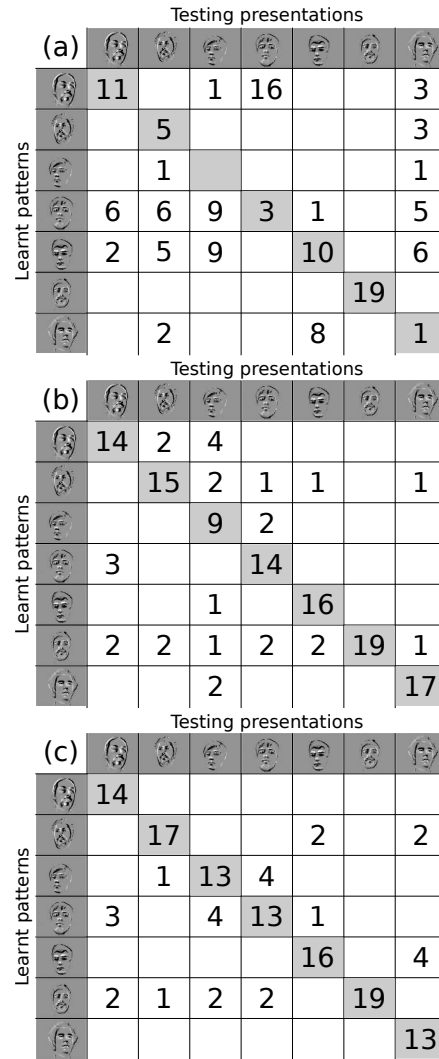 Testing presentations
(a)
Learnt patterns
11 1 16 3
5 3
1 1
6 6 9 3 1 5
2 5 9 10 6
19
2 8 1
Testing presentations
(b)
Learnt patterns
14 2 4
15 2 1 1 1
9 2
3 14
1 16
2 2 1 2 2 19 1
2 17
Testing presentations
(c)
Learnt patterns
14
17 2 2
1 13 4
3 4 13 1
16 4
2 1 2 2 19
13